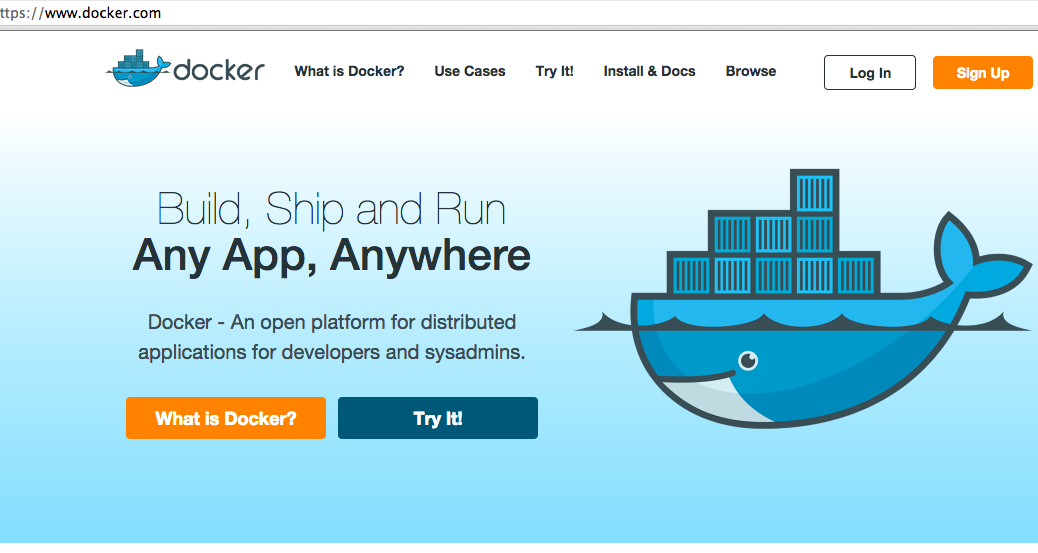 ttps://www.docker.com
docker What is Docker? Use Cases Try It! Install & Docs Browse Log In Sign Up
Build, Ship and Run
Any App, Anywhere
Docker - An open platform for distributed
applications for developers and sysadmins.
What is Docker? Try It!